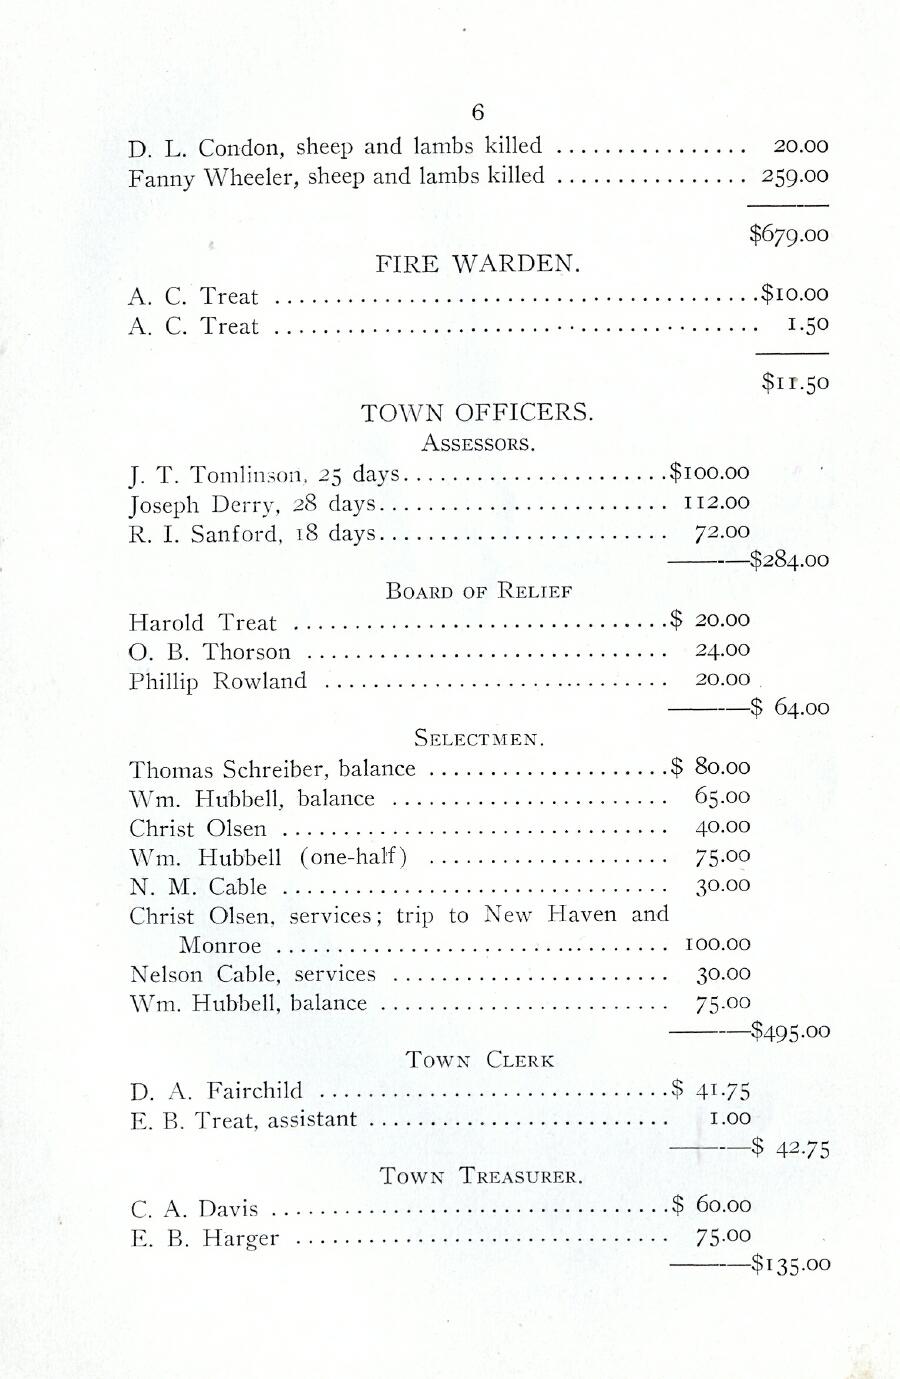 6
D. L. Condon, sheep and lambs killed ................ 20.00
Fanny Wheeler, sheep and lambs killed ................ 259.00
$679.00
FIRE WARDEN.
A. C. Treat ........................................$10.00
A. C. Treat ........................................ 1.50
$11.50
TOWN OFFICERS.
ASSESSORS.
J. T. Tomlinson, 25 days......................$100.00
Joseph Derry, 28 days........................ 112.00
R. I. Sanford, 18 days........................ 72.00
———$284.00
BOARD OF RELIEF
Harold Treat ...............................$ 20.00
O. B. Thorson .............................. 24.00
Phillip Rowland ............................. 20.00
———$ 64.00
SELECTMEN.
Thomas Schreiber, balance ....................$ 80.00
Wm. Hubbell, balance ....................... 65.00
Christ Olsen ................................ 40.00
Wm. Hubbell (one-half) .................... 75.00
N. M. Cable ................................ 30.00
Christ Olsen, services; trip to New Haven and
Monroe ................................. 100.00
Nelson Cable, services ....................... 30.00
Wm. Hubbell, balance ........................ 75.00
———$495.00
TOWN CLERK
D. A. Fairchild .............................$ 41.75
E. B. Treat, assistant ......................... 1.00
———$ 42.75
TOWN TREASURER.
C. A. Davis .................................$ 60.00
E. B. Harger ............................... 75.00
———$135.00